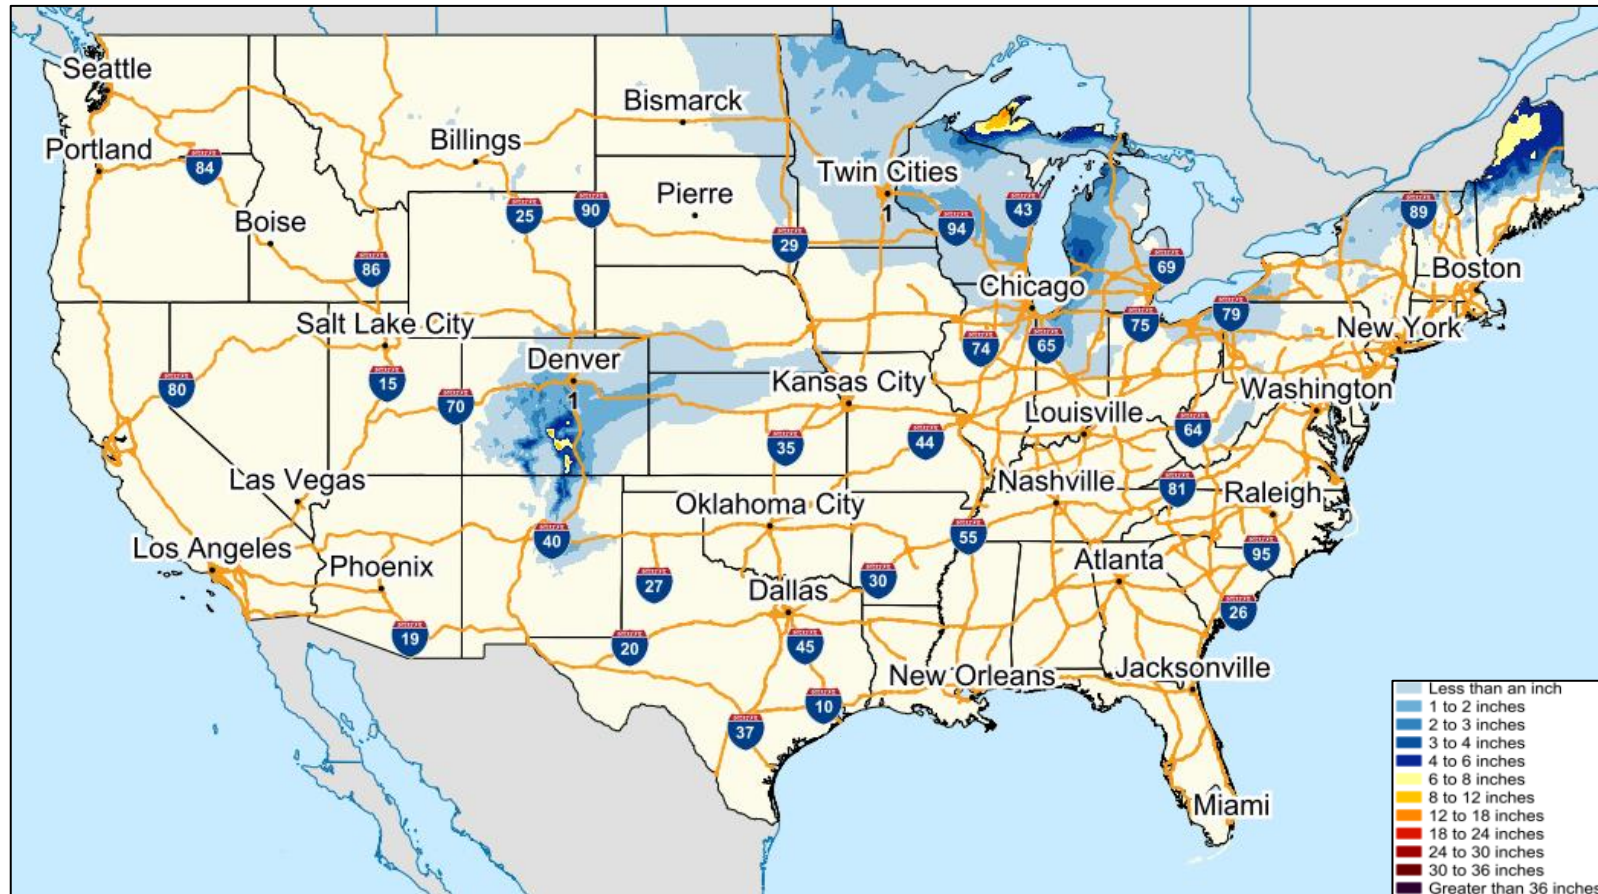 Seattle
Portland
84
Boise
86
Billings
Bismarck
Pierre
25
90
29
Twin Cities
1
94
43
69
89
Boston
Chicago
79
75
New York
74
65
Salt Lake City
Denver
1
80
15
70
Kansas City
Washington
Louisville
64
35
44
Las Vegas
Nashville
81
Raleigh
Oklahoma City
40
55
95
Los Angeles
Phoenix
Atlanta
27
30
Dallas
26
19
20
45
New Orleans
Jacksonville
10
37
Miami
Less than an inch
1 to 2 inches
2 to 3 inches
3 to 4 inches
4 to 6 inches
6 to 8 inches
8 to 12 inches
12 to 18 inches
18 to 24 inches
24 to 30 inches
30 to 36 inches
Greater than 36 inches